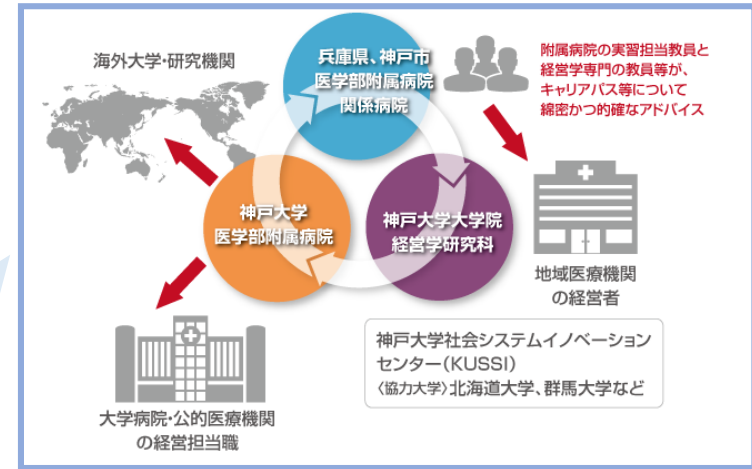 海外大学・研究機関
兵庫県、神戸市
医学部附属病院
関係病院
附属病院の実習担当教員と
経営学専門の教員等が、
キャリアパス等について
綿密かつ的確なアドバイス
神戸大学
医学部附属病院
神戸大学大学院
経営学研究科
地域医療機関
の経営者
神戸大学社会システムイノベーション
センター(KUSSI)
〈協力大学〉北海道大学、群馬大学など
大学病院・公的医療機関
の経営担当職